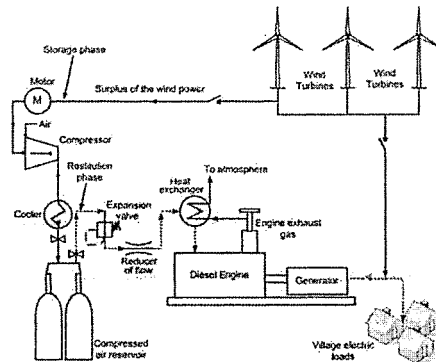 Storage phase
Motor
M
Surplus of the wind power
Wind
Turbines
Wind
Turbines
Air
Compressor
Restitution
phase
Heat
exchanger
To atmosphere
Cooler
Expansion
valve
Engine exhaust
gas
Reducer
of flow
Diesel Engine
Generator
Compressed
air reservoir
Village electric
loads